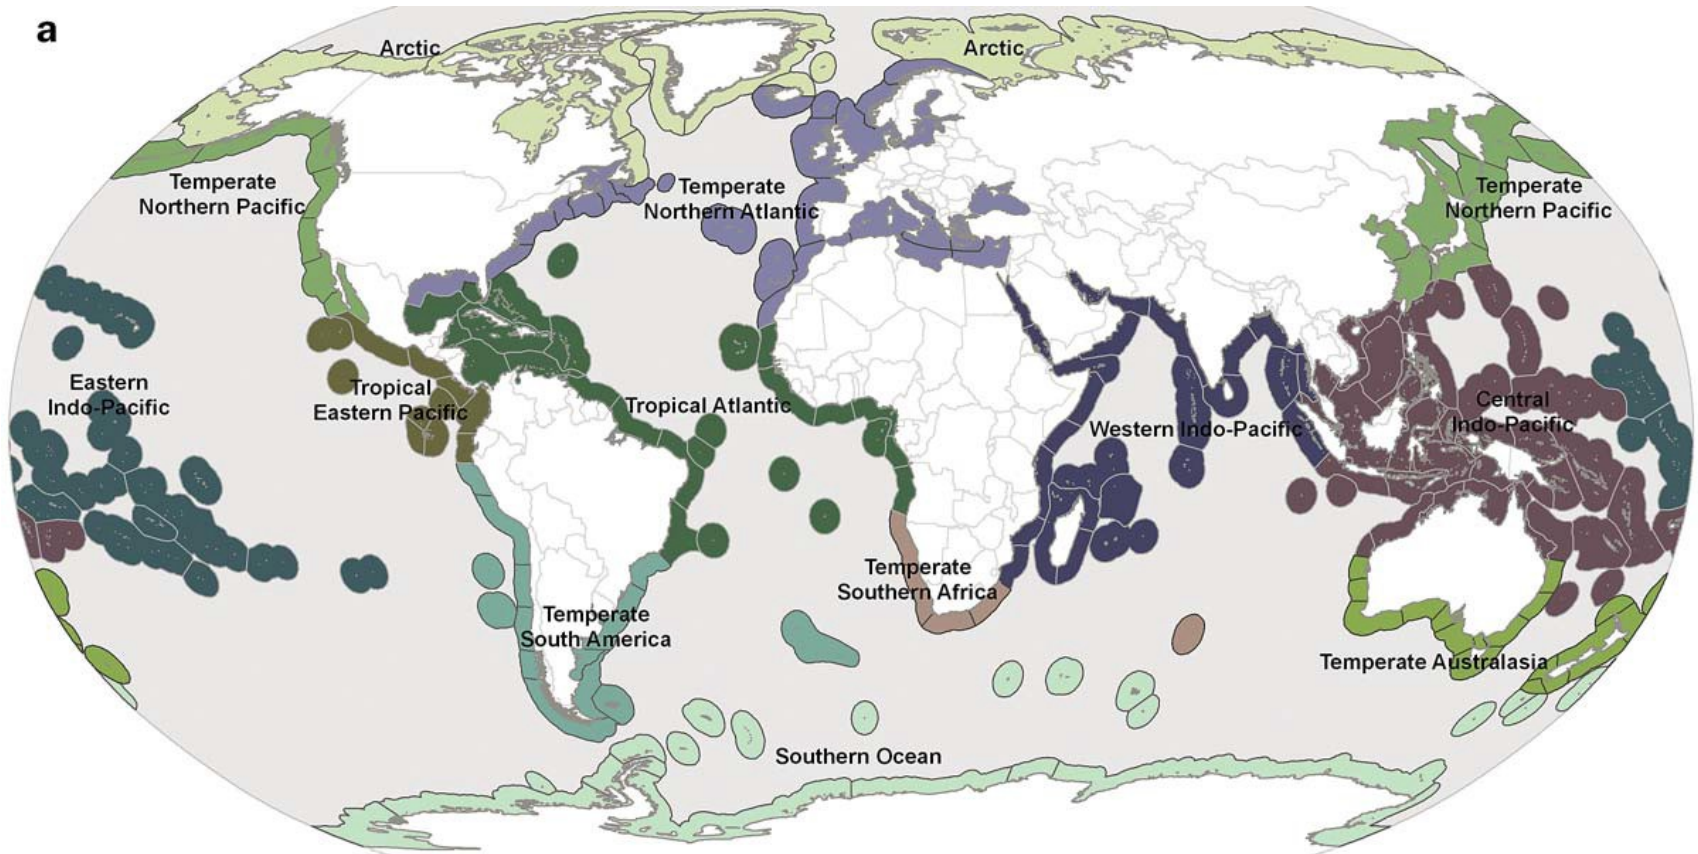 a
Arctic
Arctic
Temperate
Northern Pacific
Temperate
Northern Atlantic
Temperate
Northern Pacific
Eastern
Indo-Pacific
Tropical
Eastern Pacific
Tropical Atlantic
Western Indo-Pacific
Central
Indo-Pacific
Temperate
Southern Africa
Temperate
South America
Temperate Australasia
Southern Ocean